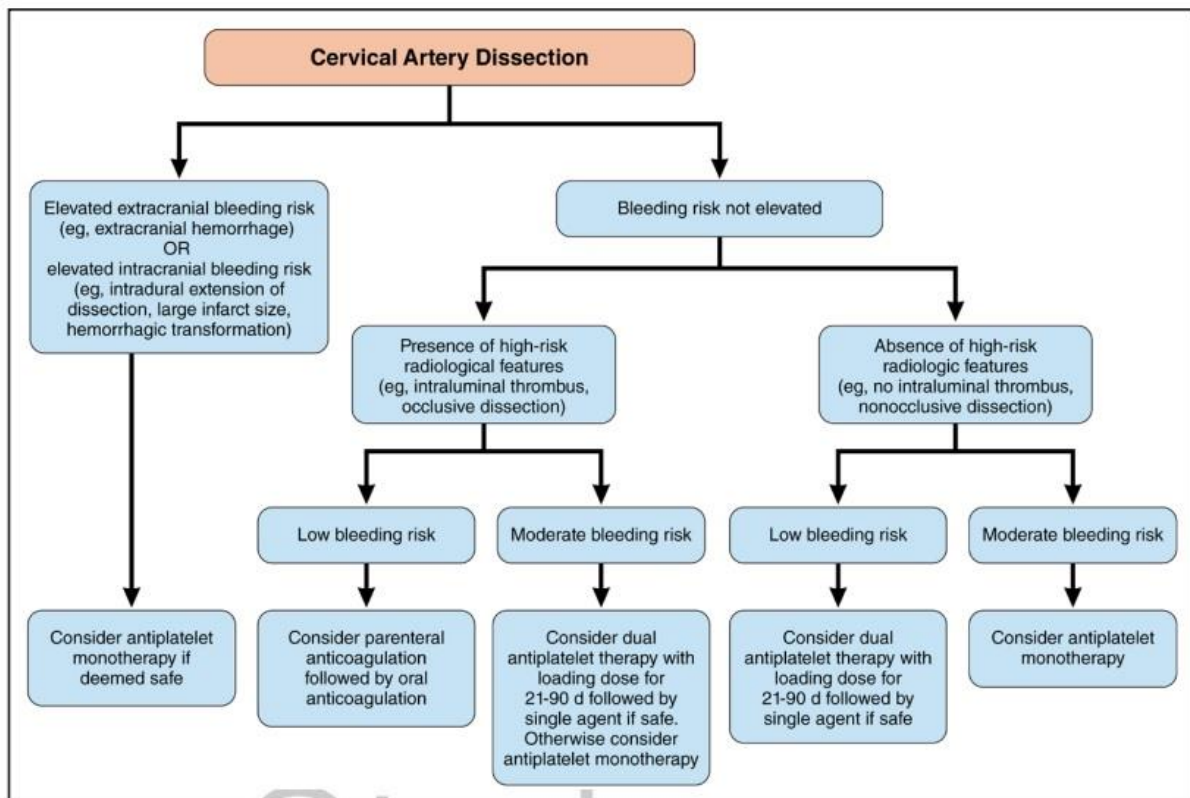 Cervical Artery Dissection
Elevated extracranial bleeding risk
(eg, extracranial hemorrhage)
OR
elevated intracranial bleeding risk
(eg, intradural extension of
dissection, large infarct size,
hemorrhagic transformation)
Bleeding risk not elevated
Presence of high-risk
radiological features
(eg, intraluminal thrombus,
occlusive dissection)
Absence of high-risk
radiologic features
(eg, no intraluminal thrombus,
nonocclusive dissection)
Low bleeding risk
Moderate bleeding risk
Low bleeding risk
Moderate bleeding risk
Consider antiplatelet
monotherapy if
deemed safe
Consider parenteral
anticoagulation
followed by oral
anticoagulation
Consider dual
antiplatelet therapy with
loading dose for
21-90 d followed by
single agent if safe.
Otherwise consider
antiplatelet monotherapy
Consider dual
antiplatelet therapy with
loading dose for
21-90 d followed by
single agent if safe
Consider antiplatelet
monotherapy